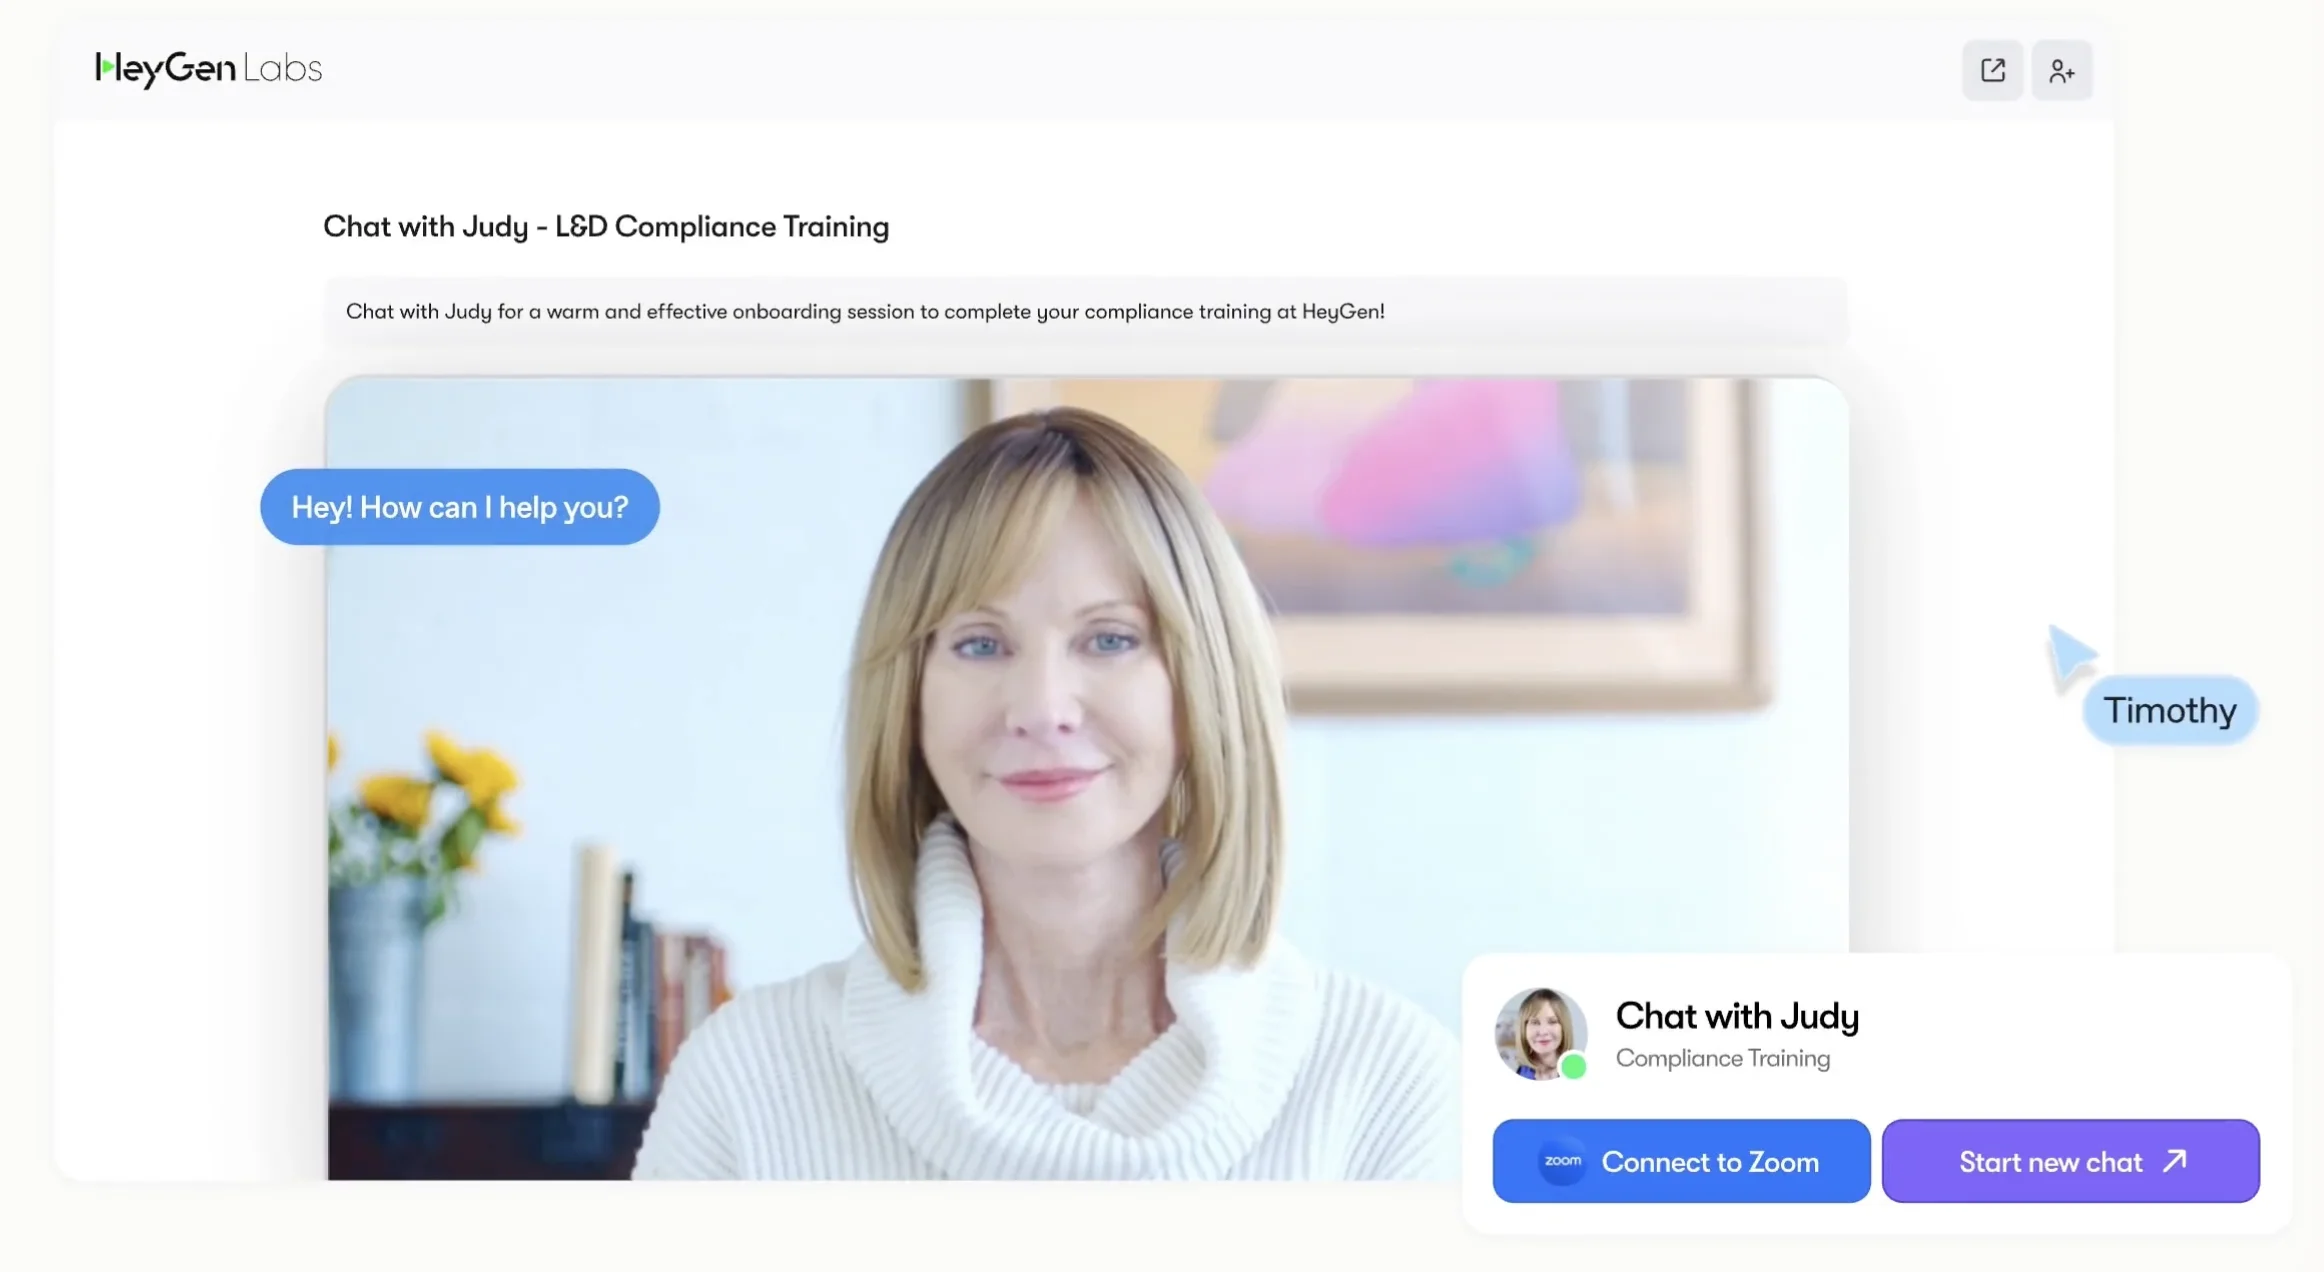 HeyGen Labs
Chat with Judy - L&D Compliance Training
Chat with Judy for a warm and effective onboarding session to complete your compliance training at HeyGen!
Hey! How can I help you?
Timothy
Chat with Judy
Compliance Training
zoom Connect to Zoom
Start new chat